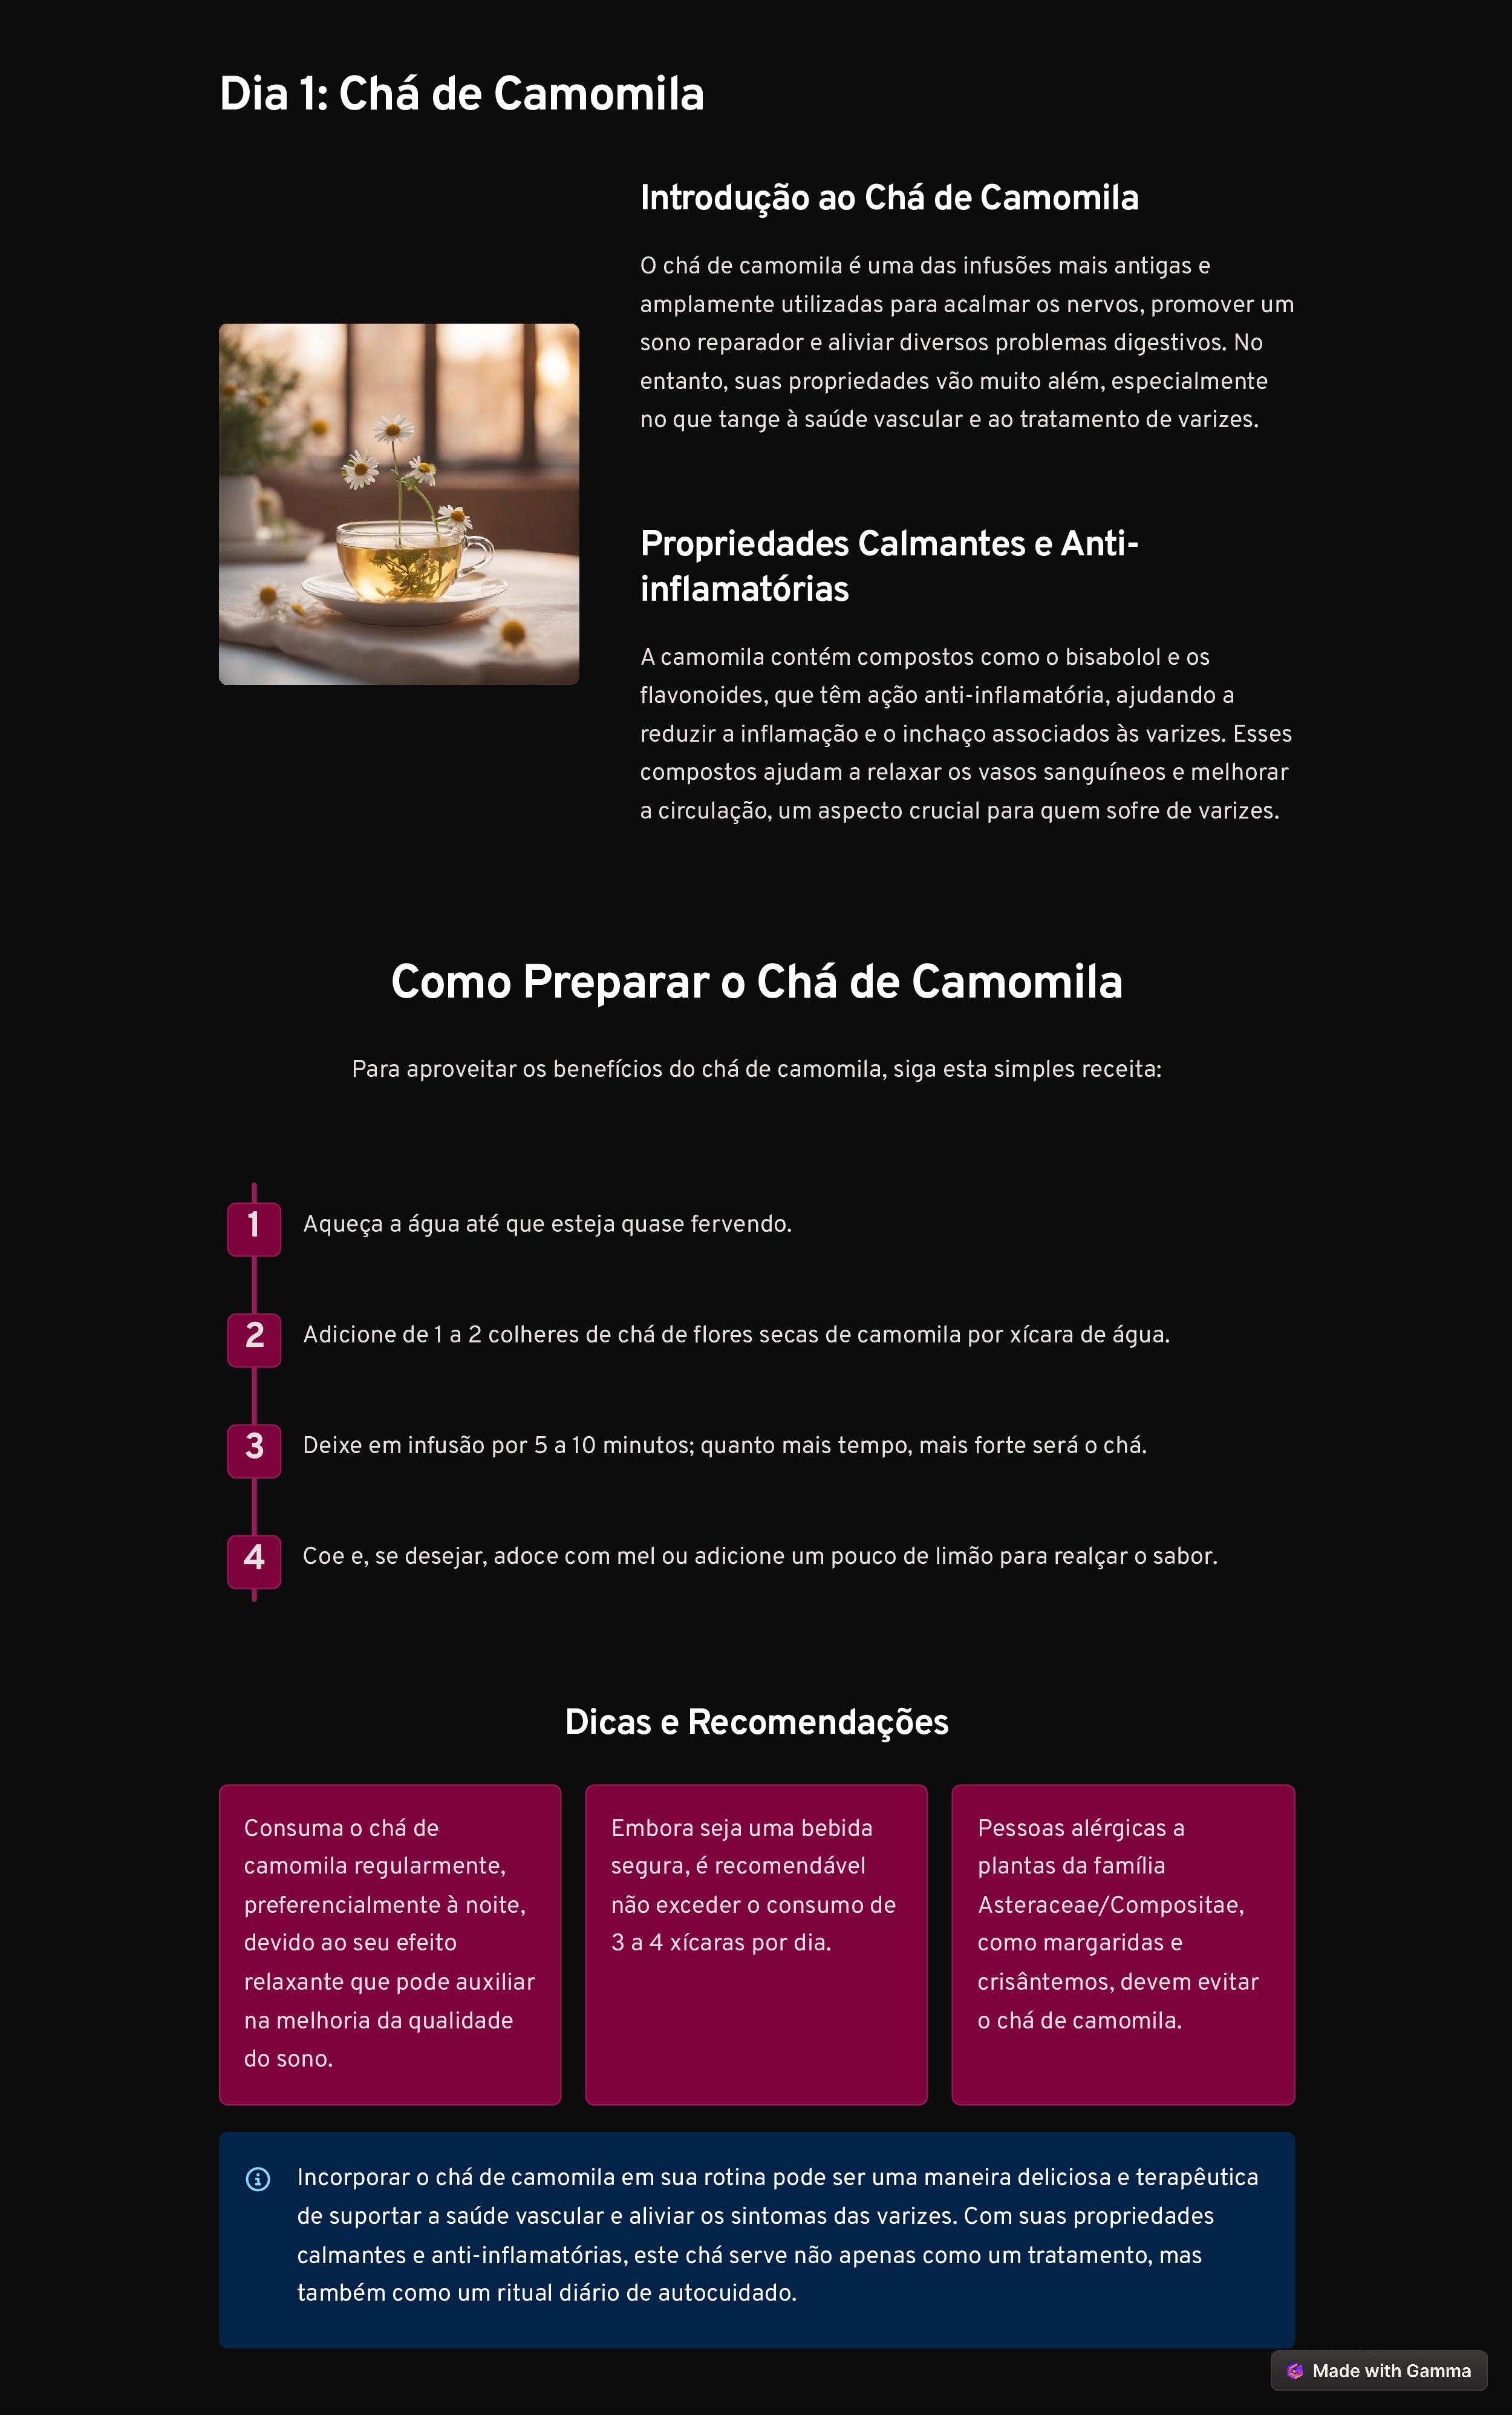 Dia 1: Chá de Camomila
Introdução ao Chá de Camomila
O chá de camomila é uma das infusões mais antigas e
amplamente utilizadas para acalmar os nervos, promover um
sono reparador e aliviar diversos problemas digestivos. No
entanto, suas propriedades vão muito além, especialmente
no que tange à saúde vascular e ao tratamento de varizes.
Propriedades Calmantes e Anti-
inflamatórias
A camomila contém compostos como o bisabolol e os
flavonoides, que têm ação anti-inflamatória, ajudando a
reduzir a inflamação e o inchaço associados às varizes. Esses
compostos ajudam a relaxar os vasos sanguíneos e melhorar
a circulação, um aspecto crucial para quem sofre de varizes.
Como Preparar o Chá de Camomila
Para aproveitar os benefícios do chá de camomila, siga esta simples receita:
1 Aqueça a água até que esteja quase fervendo.
2 Adicione de 1 a 2 colheres de chá de flores secas de camomila por xícara de água.
3 Deixe em infusão por 5 a 10 minutos; quanto mais tempo, mais forte será o chá.
4 Coe e, se desejar, adoce com mel ou adicione um pouco de limão para realçar o sabor.
Dicas e Recomendações
Consuma o chá de
camomila regularmente,
preferencialmente à noite,
devido ao seu efeito
relaxante que pode auxiliar
na melhoria da qualidade
do sono.
Embora seja uma bebida
segura, é recomendável
não exceder o consumo de
3 a 4 xícaras por dia.
Pessoas alérgicas a
plantas da família
Asteraceae/Compositae,
como margaridas e
crisântemos, devem evitar
o chá de camomila.
Incorporar o chá de camomila em sua rotina pode ser uma maneira deliciosa e terapêutica
de suportar a saúde vascular e aliviar os sintomas das varizes. Com suas propriedades
calmantes e anti-inflamatórias, este chá serve não apenas como um tratamento, mas
também como um ritual diário de autocuidado.
Made with Gamma